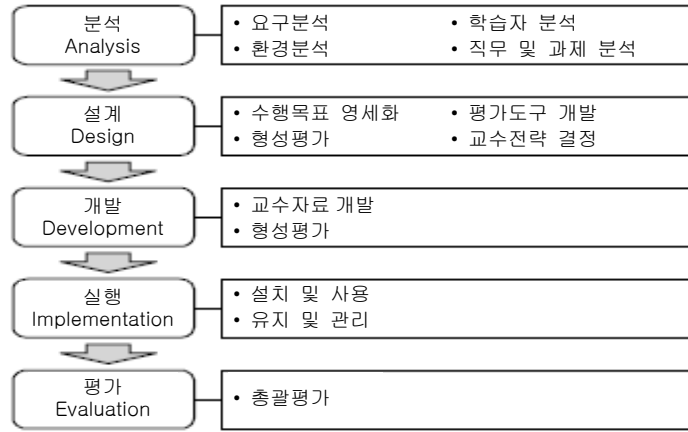 분석
Analysis
• 요구분석
• 학습자 분석
• 환경분석
• 직무 및 과제 분석
설계
Design
• 수행목표 영세화
• 평가도구 개발
• 형성평가
• 교수전략 결정
개발
Development
• 교수자료 개발
• 형성평가
실행
Implementation
• 설치 및 사용
• 유지 및 관리
평가
Evaluation
• 총괄평가